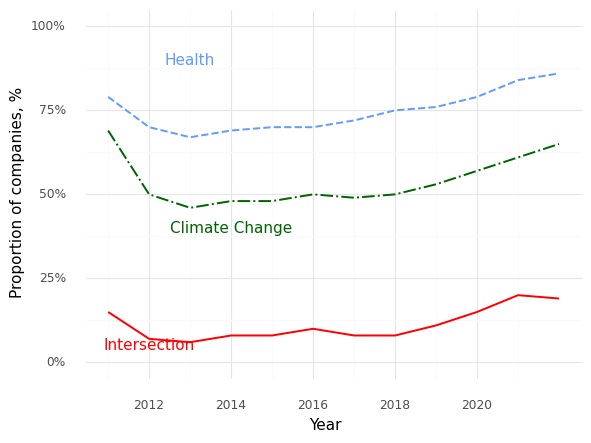 100%
Health
75%
50%
Climate Change
25%
Intersection
0%
Proportion of companies, %
2012 2014 2016 2018 2020
Year